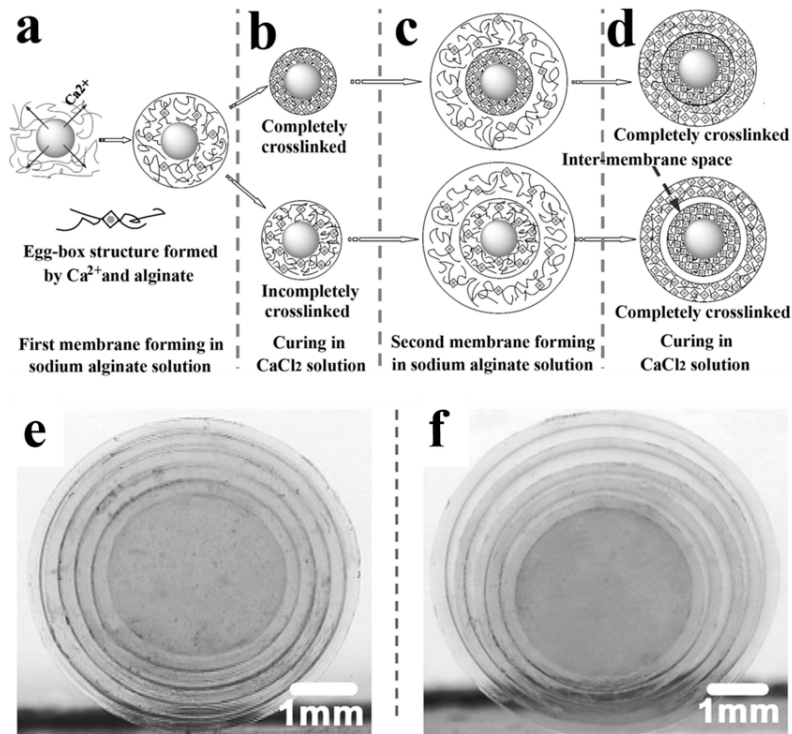 a
b
c
d
Ca2+
Completely
crosslinked
Completely crosslinked
Inter-membrane space
Egg-box structure formed
by Ca²⁺and alginate
Incompletely
crosslinked
Completely crosslinked
First membrane forming in
sodium alginate solution
Curing in
CaCl₂ solution
Second membrane forming
in sodium alginate solution
Curing in
CaCl₂ solution
e
f
1mm
1mm